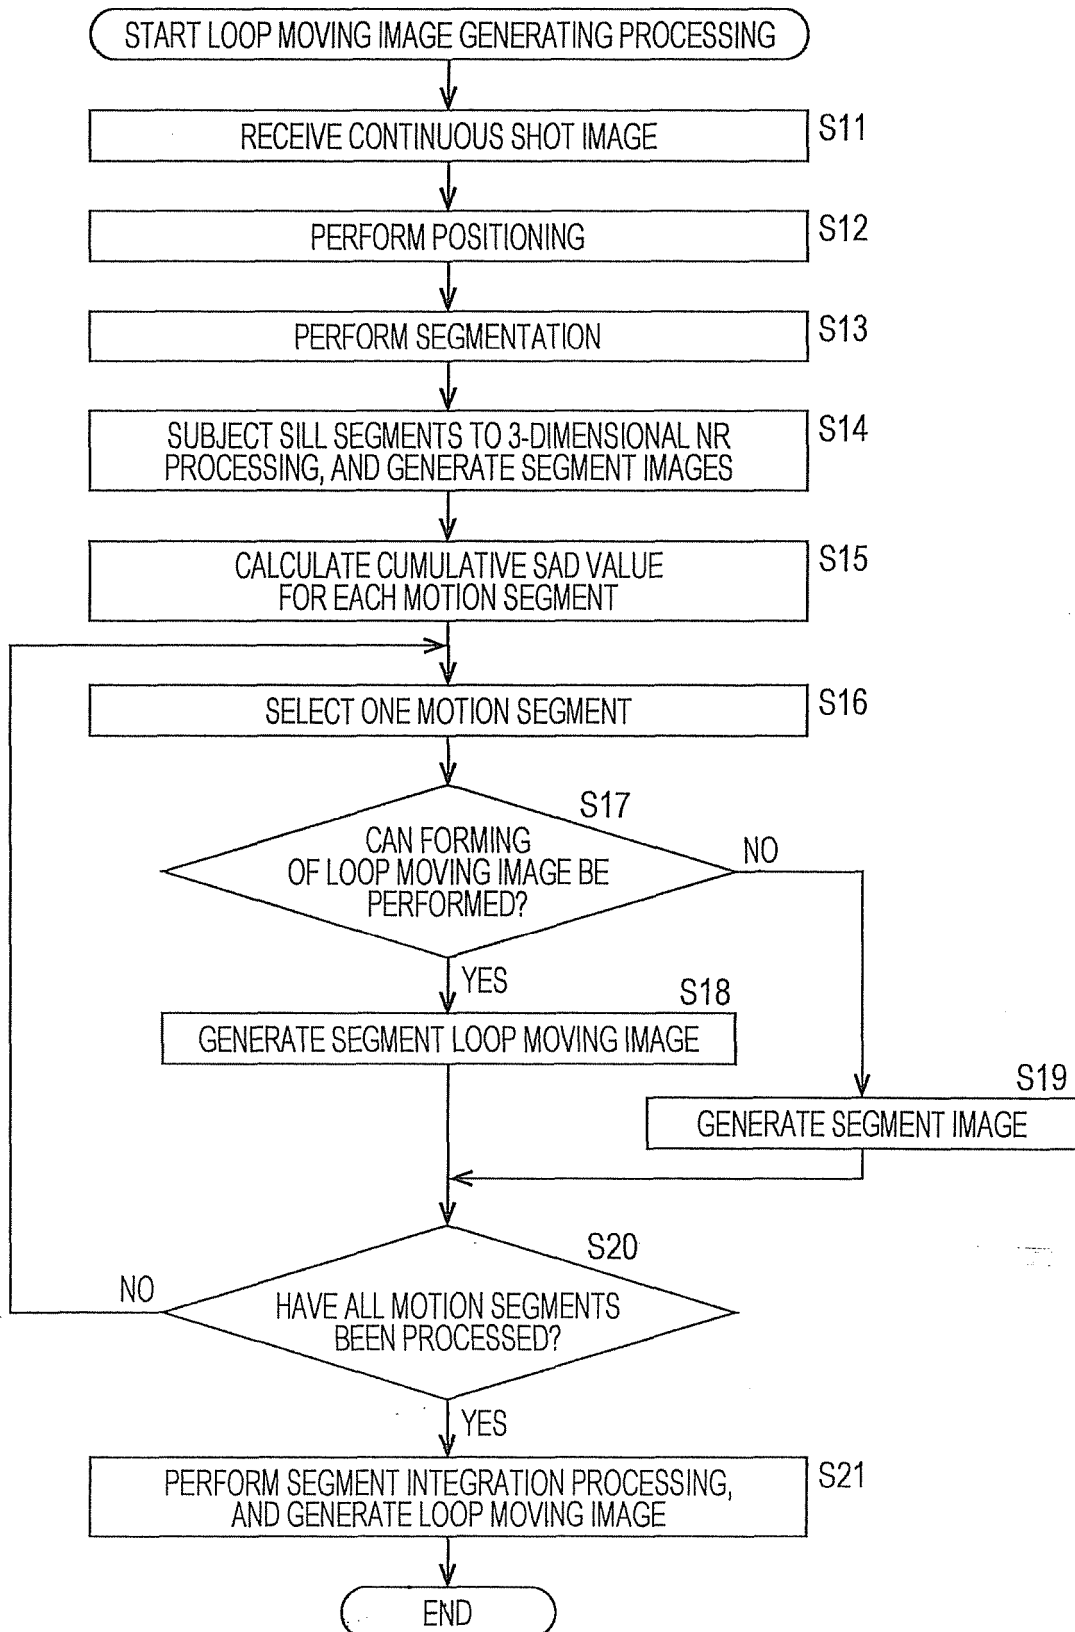 START LOOP MOVING IMAGE GENERATING PROCESSING
RECEIVE CONTINUOUS SHOT IMAGE
S11
PERFORM POSITIONING
S12
PERFORM SEGMENTATION
S13
SUBJECT SILL SEGMENTS TO 3-DIMENSIONAL NR
PROCESSING, AND GENERATE SEGMENT IMAGES
S14
CALCULATE CUMULATIVE SAD VALUE
FOR EACH MOTION SEGMENT
S15
SELECT ONE MOTION SEGMENT
S16
S17
CAN FORMING
OF LOOP MOVING IMAGE BE
PERFORMED?
NO
YES
S18
GENERATE SEGMENT LOOP MOVING IMAGE
S19
GENERATE SEGMENT IMAGE
S20
NO
HAVE ALL MOTION SEGMENTS
BEEN PROCESSED?
YES
PERFORM SEGMENT INTEGRATION PROCESSING,
AND GENERATE LOOP MOVING IMAGE
S21
END